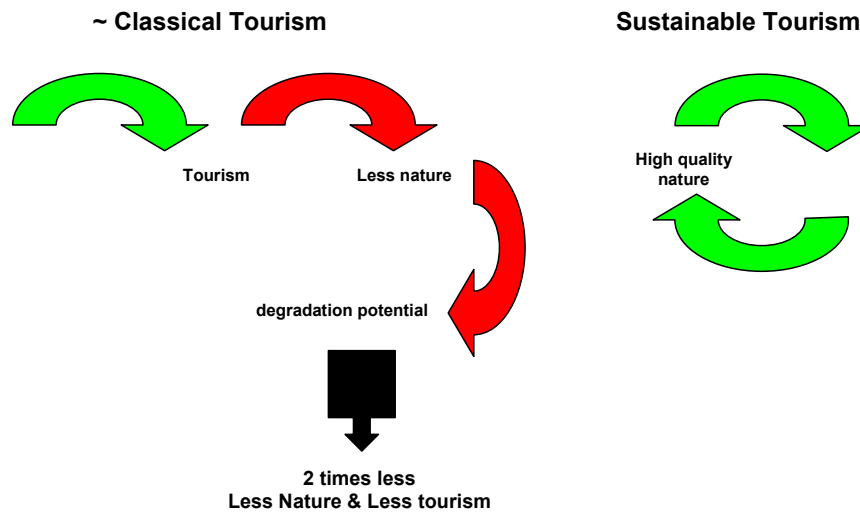 ~ Classical Tourism
Sustainable Tourism
Tourism
Less nature
High quality
nature
degradation potential
2 times less
Less Nature & Less tourism